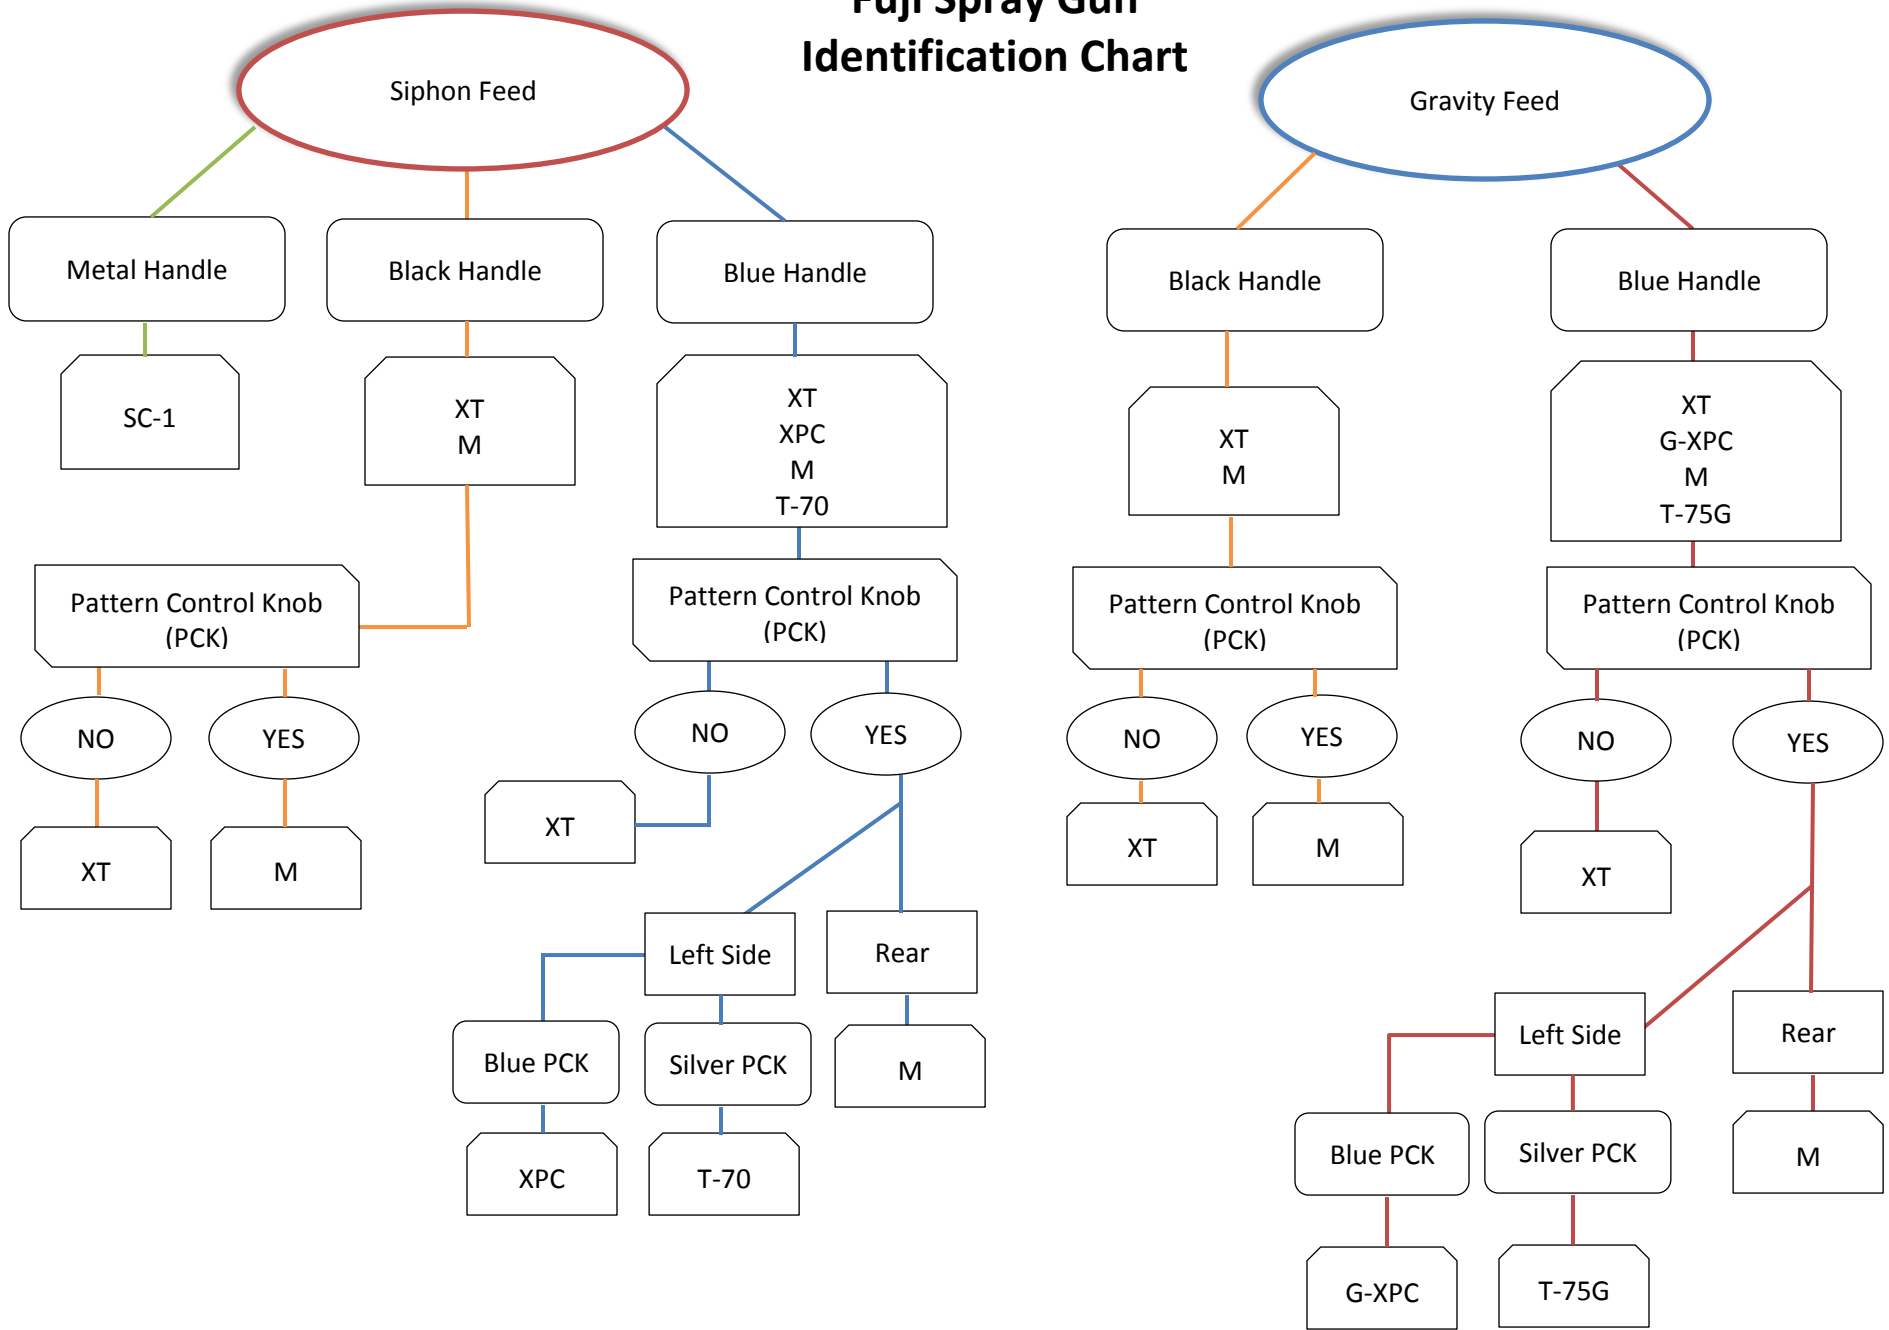 Fuji Spray Gun
Identification Chart
Siphon Feed
Gravity Feed
Metal Handle
Black Handle
Blue Handle
Black Handle
Blue Handle
SC-1
XT
M
XT
XPC
M
T-70
XT
M
XT
G-XPC
M
T-75G
Pattern Control Knob
(PCK)
Pattern Control Knob
(PCK)
Pattern Control Knob
(PCK)
Pattern Control Knob
(PCK)
NO
YES
NO
YES
NO
YES
NO
YES
XT
M
XT
XT
M
XT
Left Side
Rear
Left Side
Rear
Blue PCK
Silver PCK
M
Blue PCK
Silver PCK
M
XPC
T-70
G-XPC
T-75G